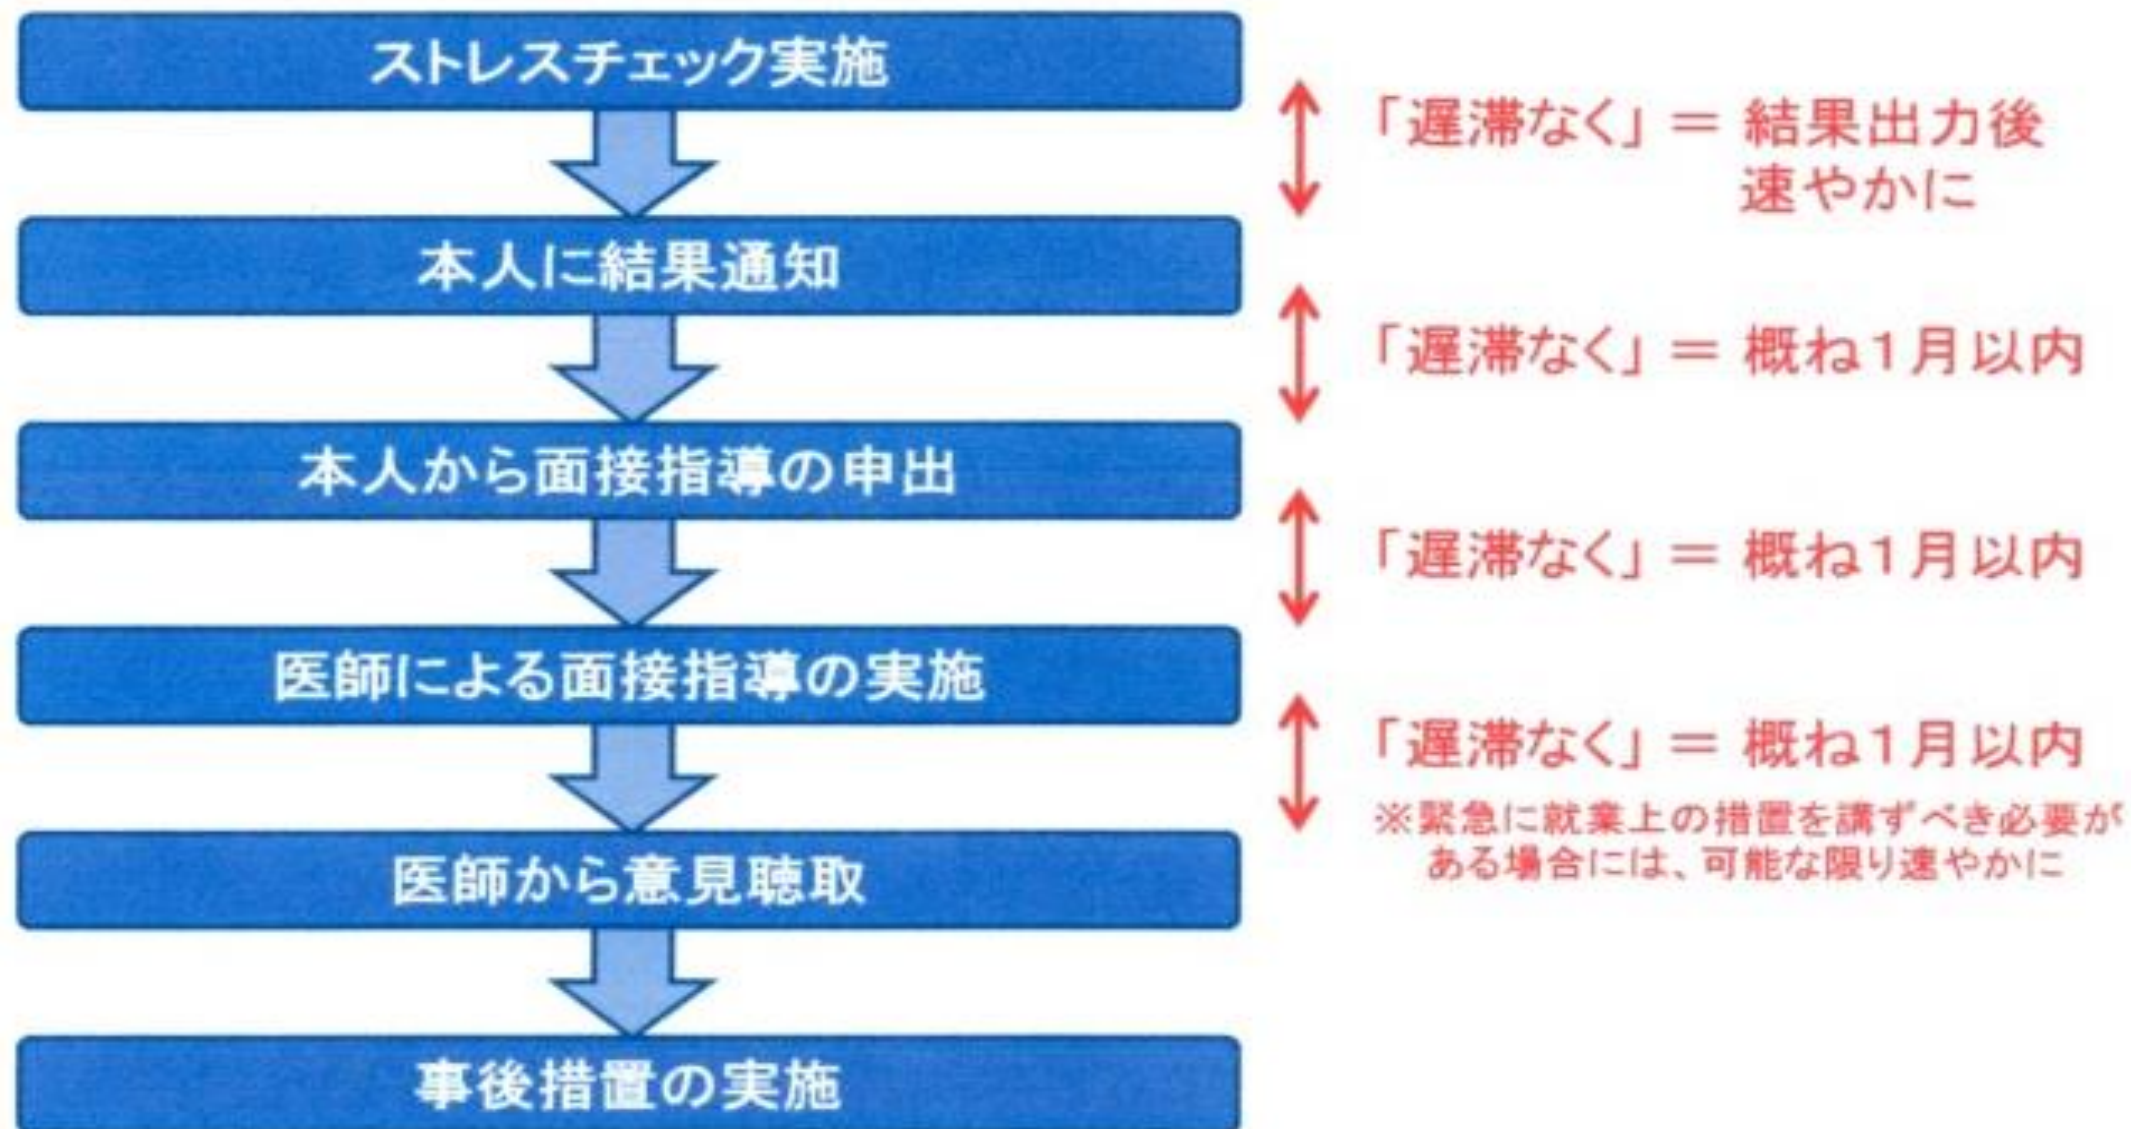 ストレスチェック実施
「遅滞なく」＝ 結果出力後
速やかに
本人に結果通知
「遅滞なく」＝ 概ね１月以内
本人から面接指導の申出
「遅滞なく」＝ 概ね１月以内
医師による面接指導の実施
「遅滞なく」＝ 概ね１月以内
※緊急に就業上の措置を講ずべき必要が
ある場合には、可能な限り速やかに
医師から意見聴取
事後措置の実施